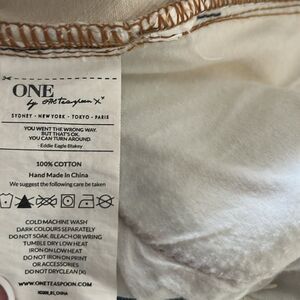 ONE
by oneteaspoon X
SYDNEY - NEW YORK - TOKYO - PARIS
YOU WENT THE WRONG WAY.
BUT THAT'S OK.
YOU CAN TURN AROUND.
- Eddie Eagle Blakey
100% COTTON
Hand Made in China
We suggest the following care be taken
COLD MACHINE WASH
DARK COLOURS SEPARATELY
DO NOT SOAK, BLEACH OR WRING
TUMBLE DRY LOW HEAT
IRON ON LOW HEAT
DO NOT IRON ON PRINT
OR ACCESSORIES
DO NOT DRYCLEAN (X)
WWW.ONETEASPOON.COM